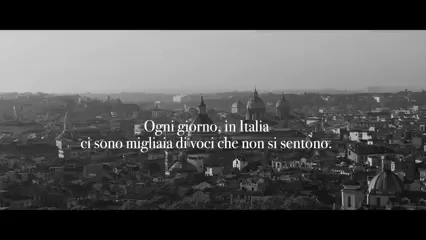 Ogni giorno, in Italia
ci sono migliaia di voci che non si sentono.